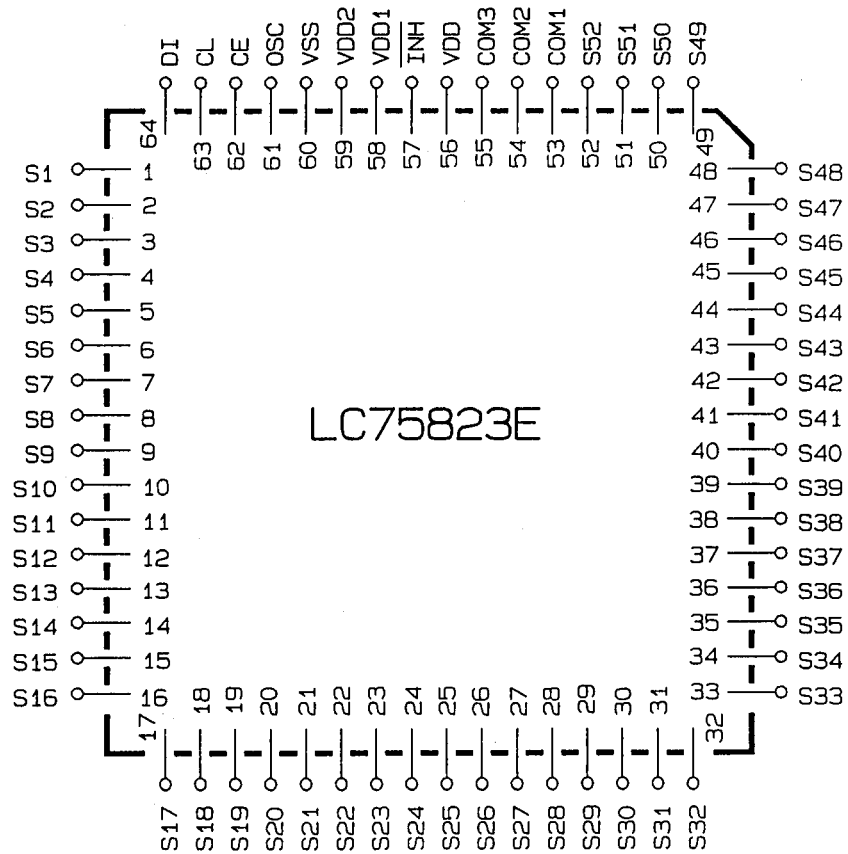 DI CL CE OSC VSS VDD2 VDD1 INH VDD COM3 COM2 COM1 S52 S51 S50 S49
64 63 62 61 60 59 58 57 56 55 54 53 52 51 50 49
S1 1 48 S48
S2 2 47 S47
S3 3 46 S46
S4 4 45 S45
S5 5 44 S44
S6 6 43 S43
S7 7 42 S42
S8 8 41 S41
LC75823E
S9 9 40 S40
S10 10 39 S39
S11 11 38 S38
S12 12 37 S37
S13 13 36 S36
S14 14 35 S35
S15 15 34 S34
S16 16 33 S33
17 18 19 20 21 22 23 24 25 26 27 28 29 30 31 32
S17 S18 S19 S20 S21 S22 S23 S24 S25 S26 S27 S28 S29 S30 S31 S32